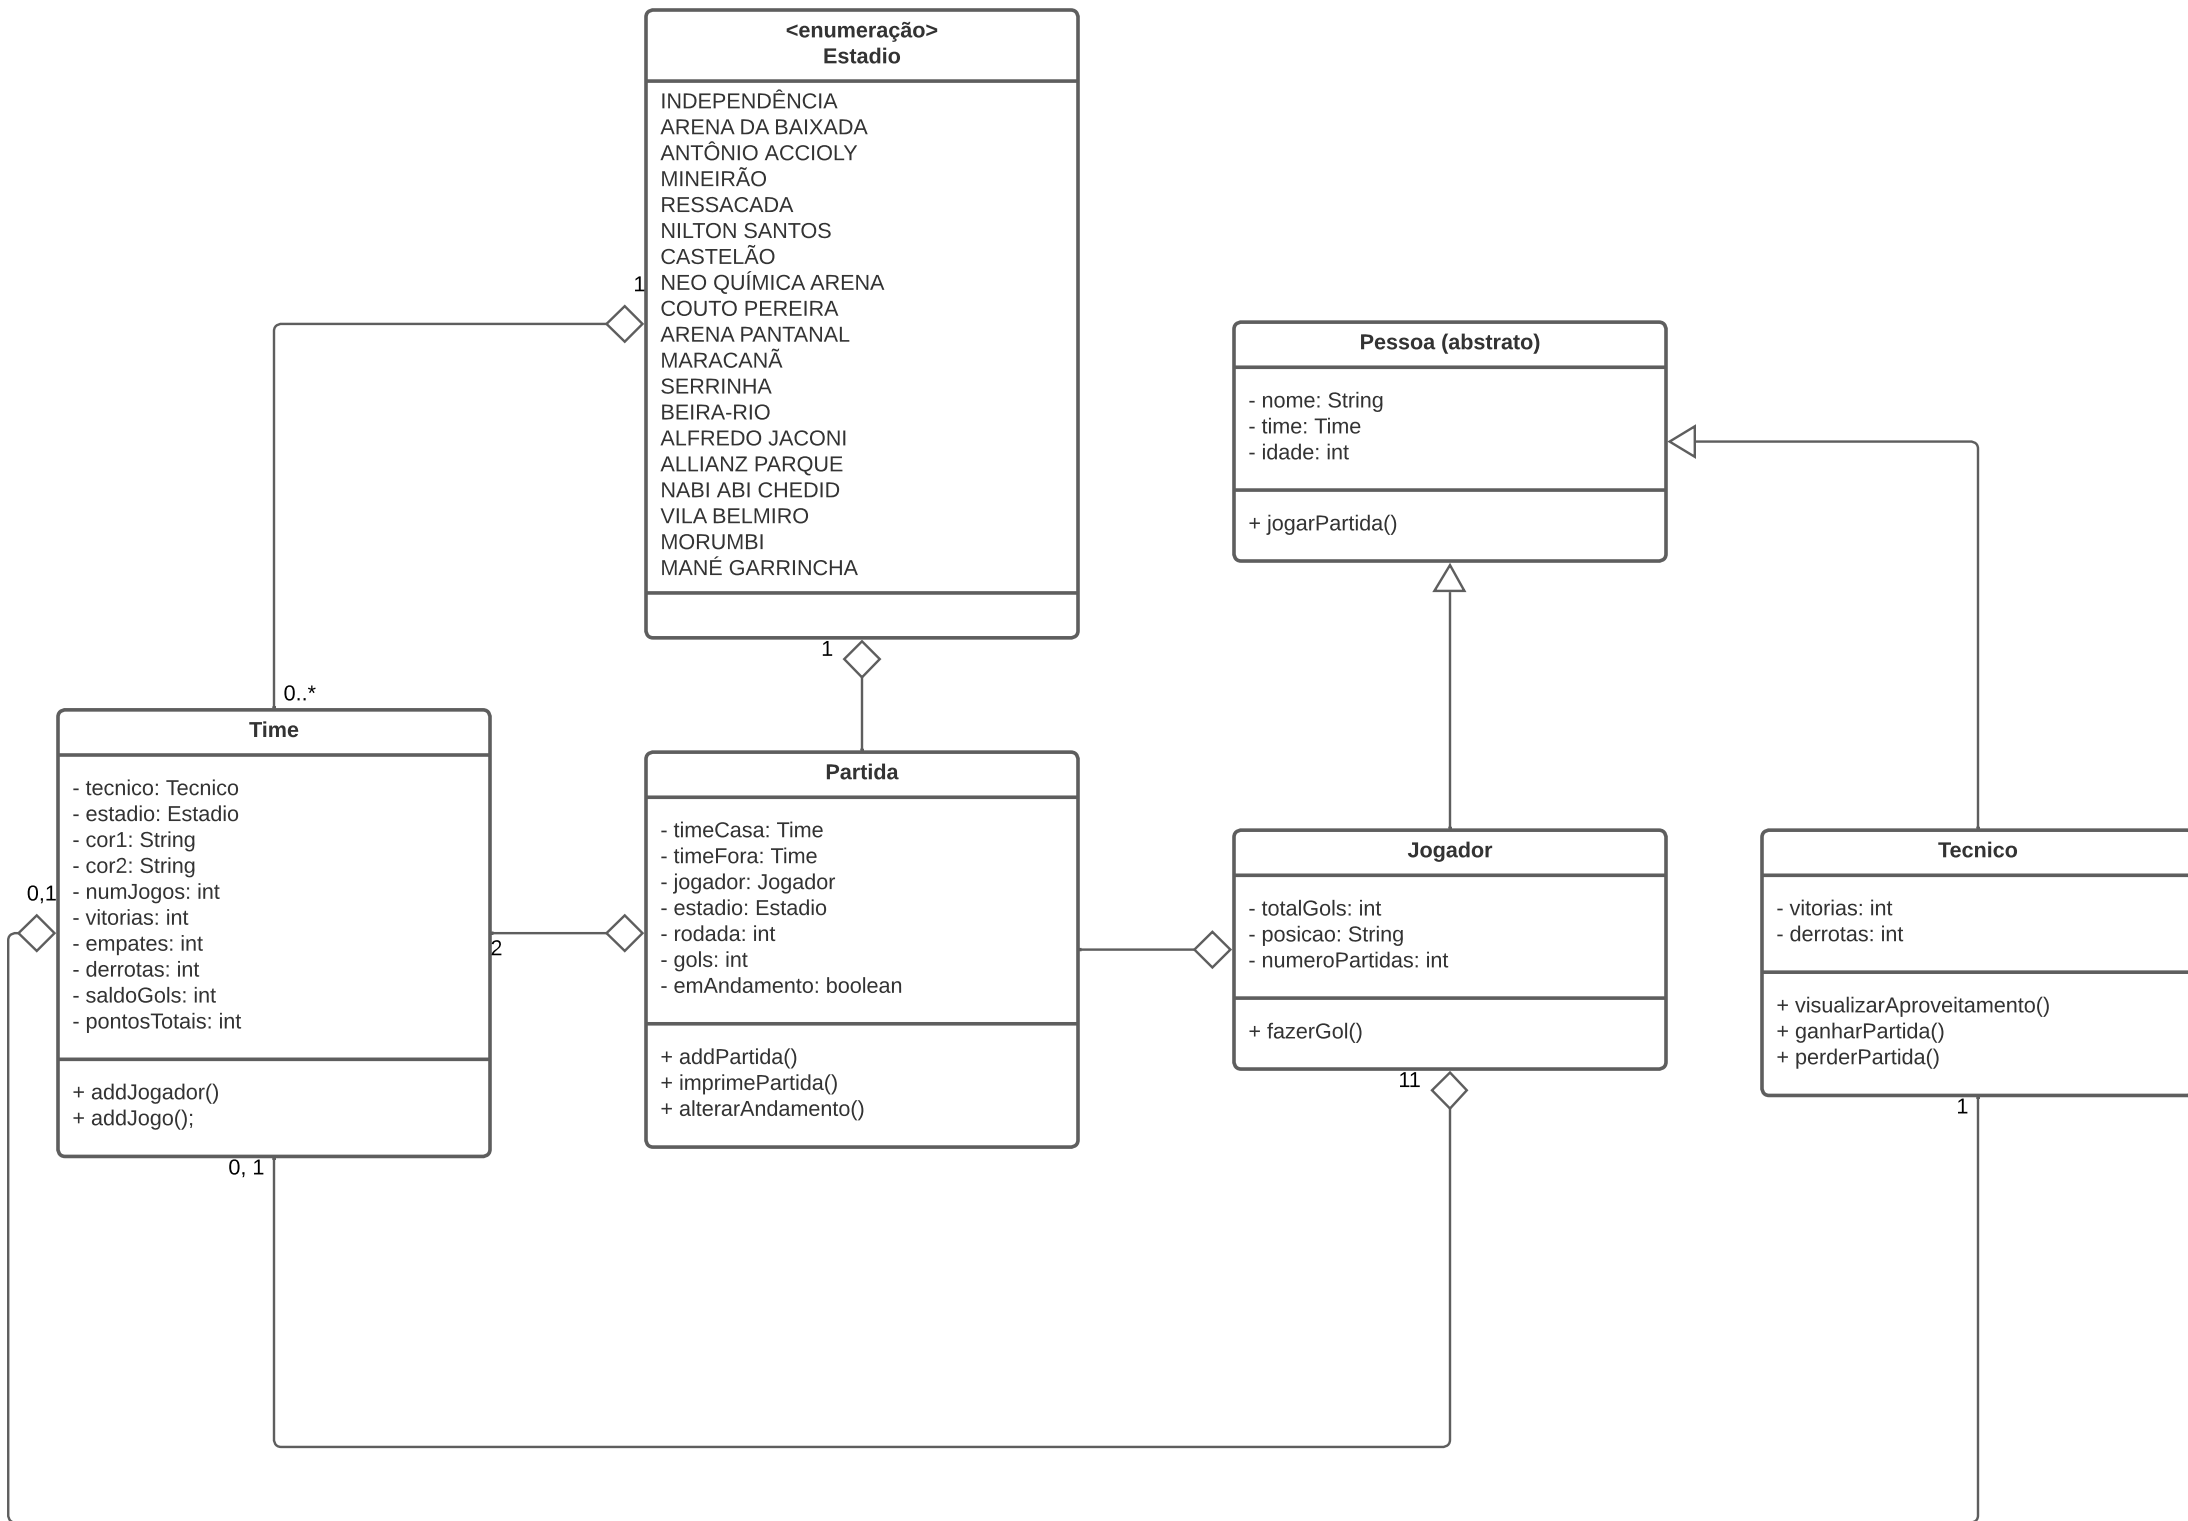 <enumeração>
Estadio
INDEPENDÊNCIA
ARENA DA BAIXADA
ANTÔNIO ACCIOLY
MINEIRÃO
RESSACADA
NILTON SANTOS
CASTELÃO
NEO QUÍMICA ARENA
COUTO PEREIRA
ARENA PANTANAL
MARACANÃ
SERRINHA
BEIRA-RIO
ALFREDO JACONI
ALLIANZ PARQUE
NABI ABI CHEDID
VILA BELMIRO
MORUMBI
MANÉ GARRINCHA
1
1
0..*
Pessoa (abstrato)
- nome: String
- time: Time
- idade: int
+ jogarPartida()
Time
- tecnico: Tecnico
- estadio: Estadio
- cor1: String
- cor2: String
- numJogos: int
- vitorias: int
- empates: int
- derrotas: int
- saldoGols: int
- pontosTotais: int
+ addJogador()
+ addJogo();
0,1
2
0, 1
Partida
- timeCasa: Time
- timeFora: Time
- jogador: Jogador
- estadio: Estadio
- rodada: int
- gols: int
- emAndamento: boolean
+ addPartida()
+ imprimePartida()
+ alterarAndamento()
Jogador
- totalGols: int
- posicao: String
- numeroPartidas: int
+ fazerGol()
11
Tecnico
- vitorias: int
- derrotas: int
+ visualizarAproveitamento()
+ ganharPartida()
+ perderPartida()
1